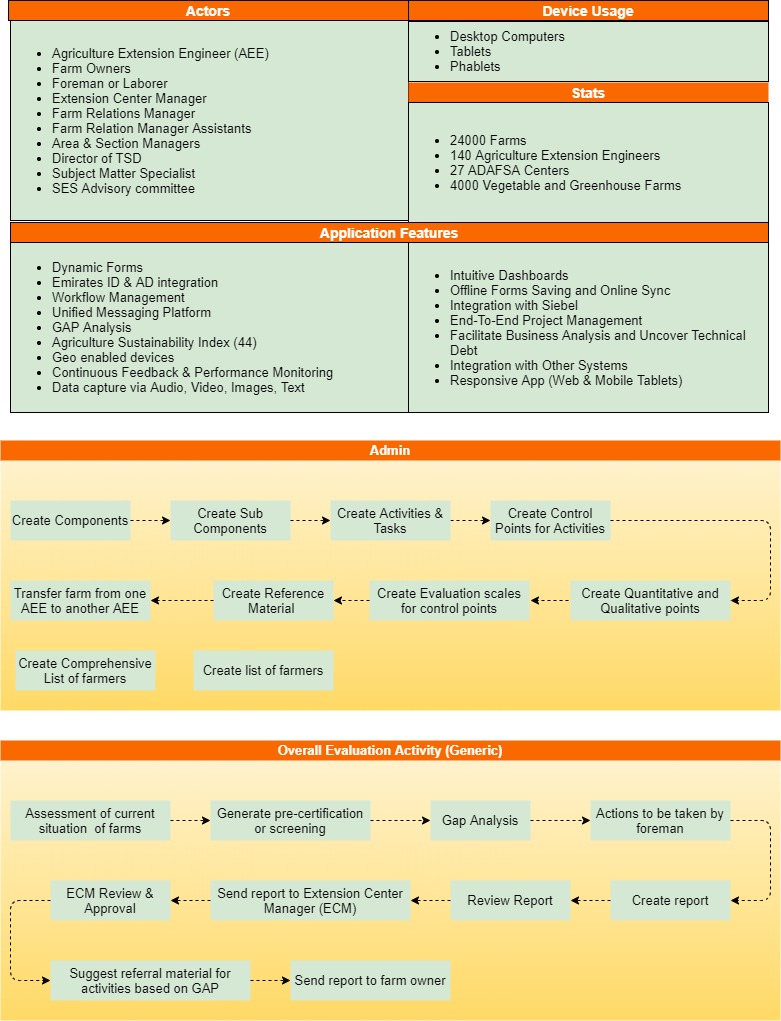 Actors
Agriculture Extension Engineer (AEE)
Farm Owners
Foreman or Laborer
Extension Center Manager
Farm Relations Manager
Farm Relation Manager Assistants
Area & Section Managers
Director of TSD
Subject Matter Specialist
SES Advisory committee
Device Usage
Desktop Computers
Tablets
Phablets
Stats
24000 Farms
140 Agriculture Extension Engineers
27 ADAFSA Centers
4000 Vegetable and Greenhouse Farms
Application Features
Dynamic Forms
Emirates ID & AD integration
Workflow Management
Unified Messaging Platform
GAP Analysis
Agriculture Sustainability Index (44)
Geo enabled devices
Continuous Feedback & Performance Monitoring
Data capture via Audio, Video, Images, Text
Intuitive Dashboards
Offline Forms Saving and Online Sync
Integration with Siebel
End-To-End Project Management
Facilitate Business Analysis and Uncover Technical
Debt
Integration with Other Systems
Responsive App (Web & Mobile Tablets)
Admin
Create Components
Create Sub
Components
Create Activities &
Tasks
Create Control
Points for Activities
Create Quantitative and
Qualitative points
Create Evaluation scales
for control points
Create Reference
Material
Transfer farm from one
AEE to another AEE
Create Comprehensive
List of farmers
Create list of farmers
Overall Evaluation Activity (Generic)
Assessment of current
situation of farms
Generate pre-certification
or screening
Gap Analysis
Actions to be taken by
foreman
Create report
Review Report
Send report to Extension Center
Manager (ECM)
ECM Review &
Approval
Suggest referral material for
activities based on GAP
Send report to farm owner